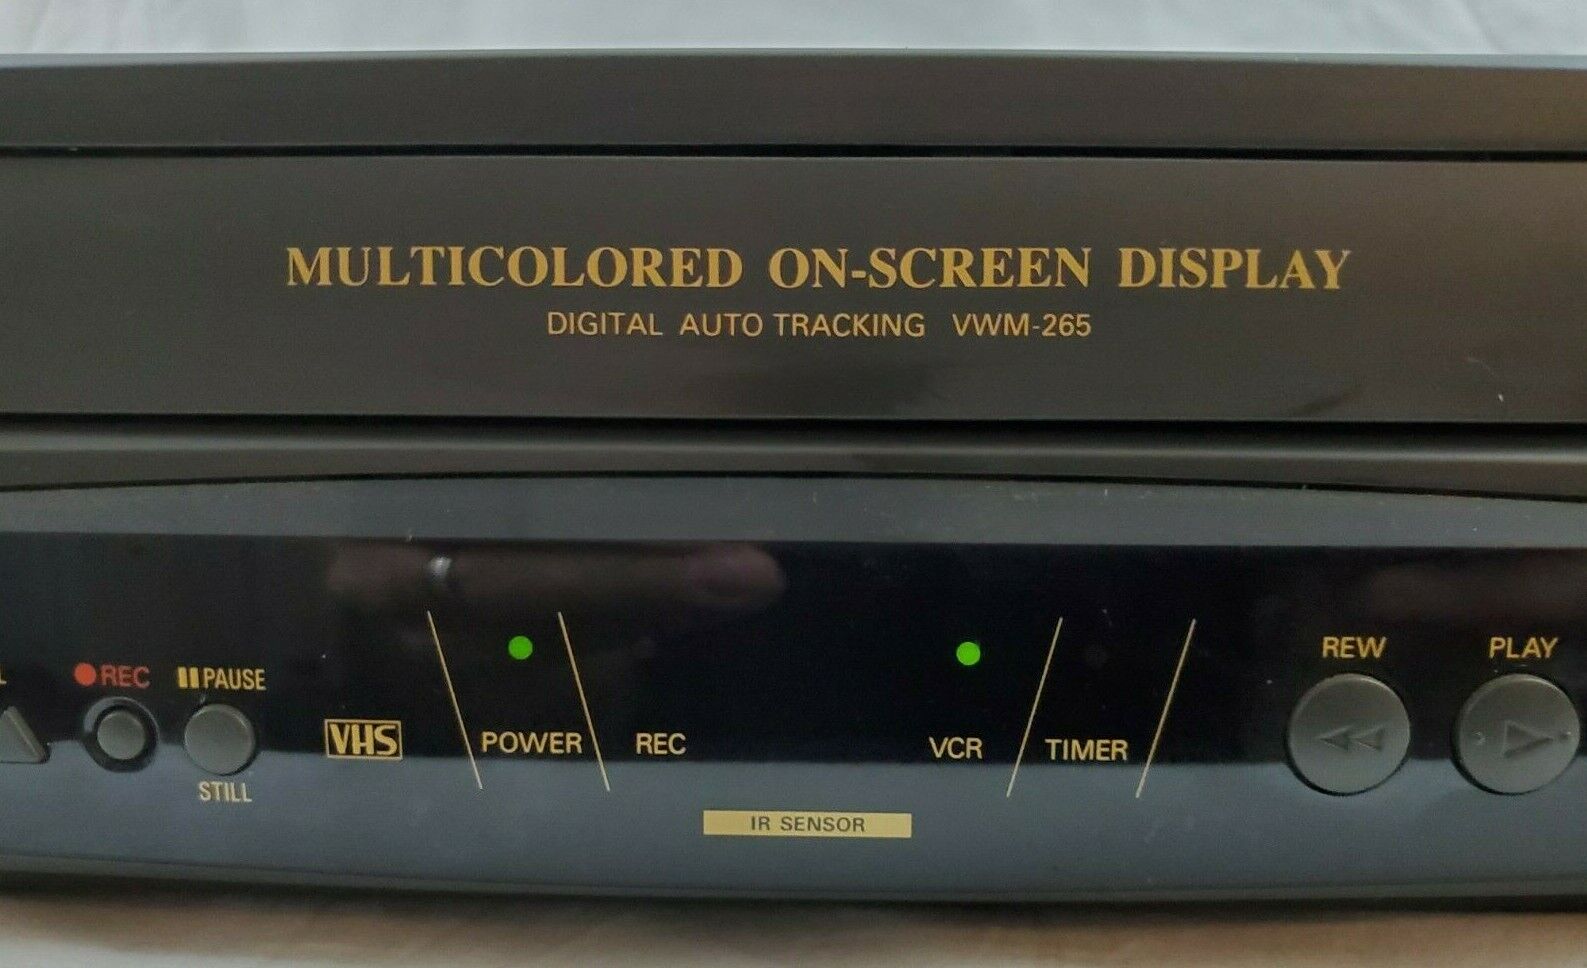 MULTICOLORED ON-SCREEN DISPLAY
DIGITAL AUTO TRACKING VWM-265
REC PAUSE
STILL
VHS
POWER REC
VCR TIMER
IR SENSOR
REW PLAY